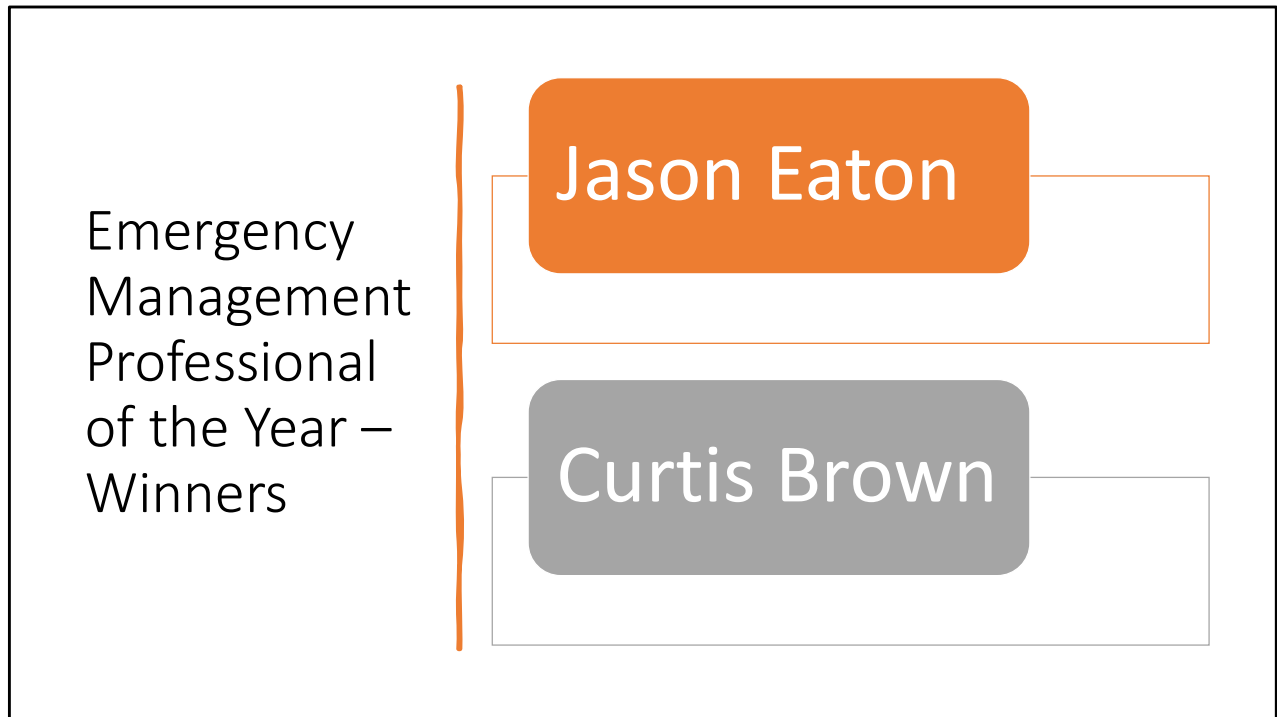 Emergency
Management
Professional
of the Year –
Winners
Jason Eaton
Curtis Brown